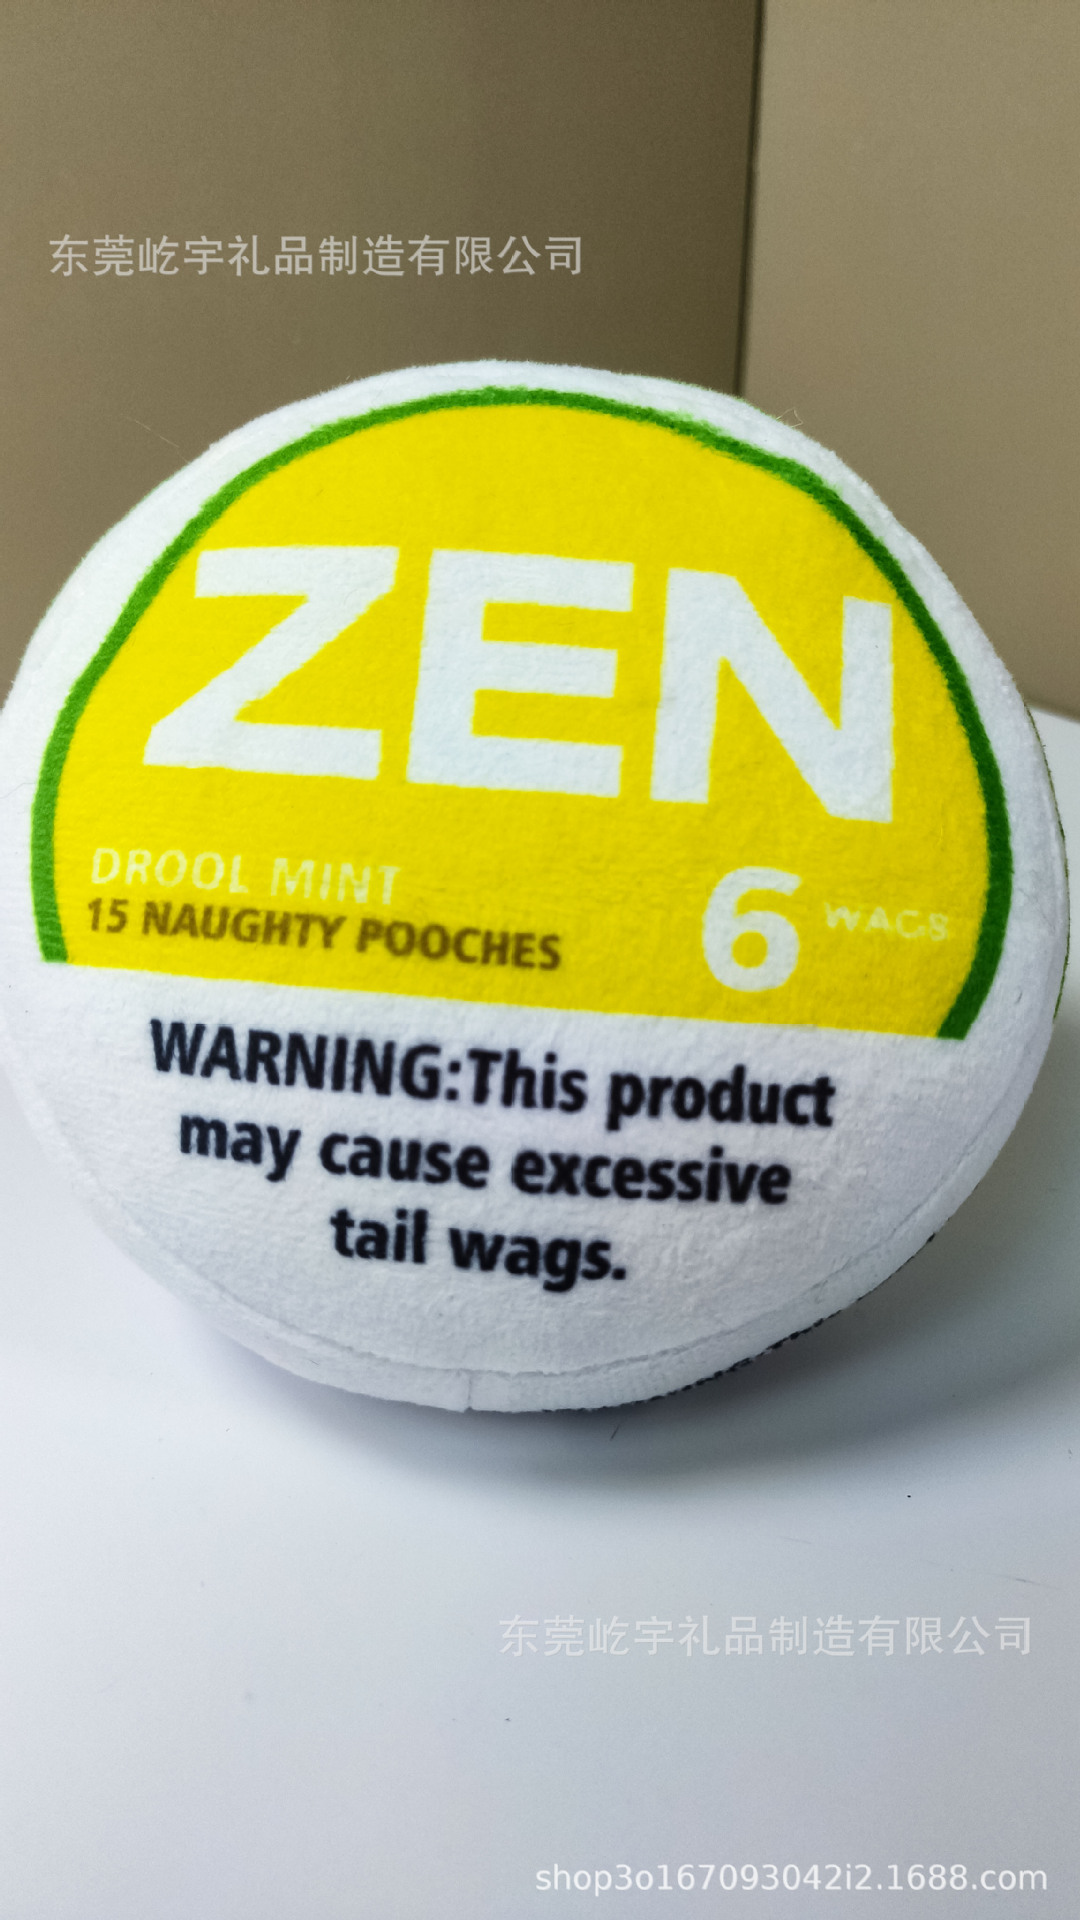 东莞屹宇礼品制造有限公司
ZEN
DROOL MINT
15 NAUGHTY POOCHES
6 WAGS
WARNING:This product
may cause excessive
tail wags.
东莞屹宇礼品制造有限公司
shop3o167093042i2.1688.com